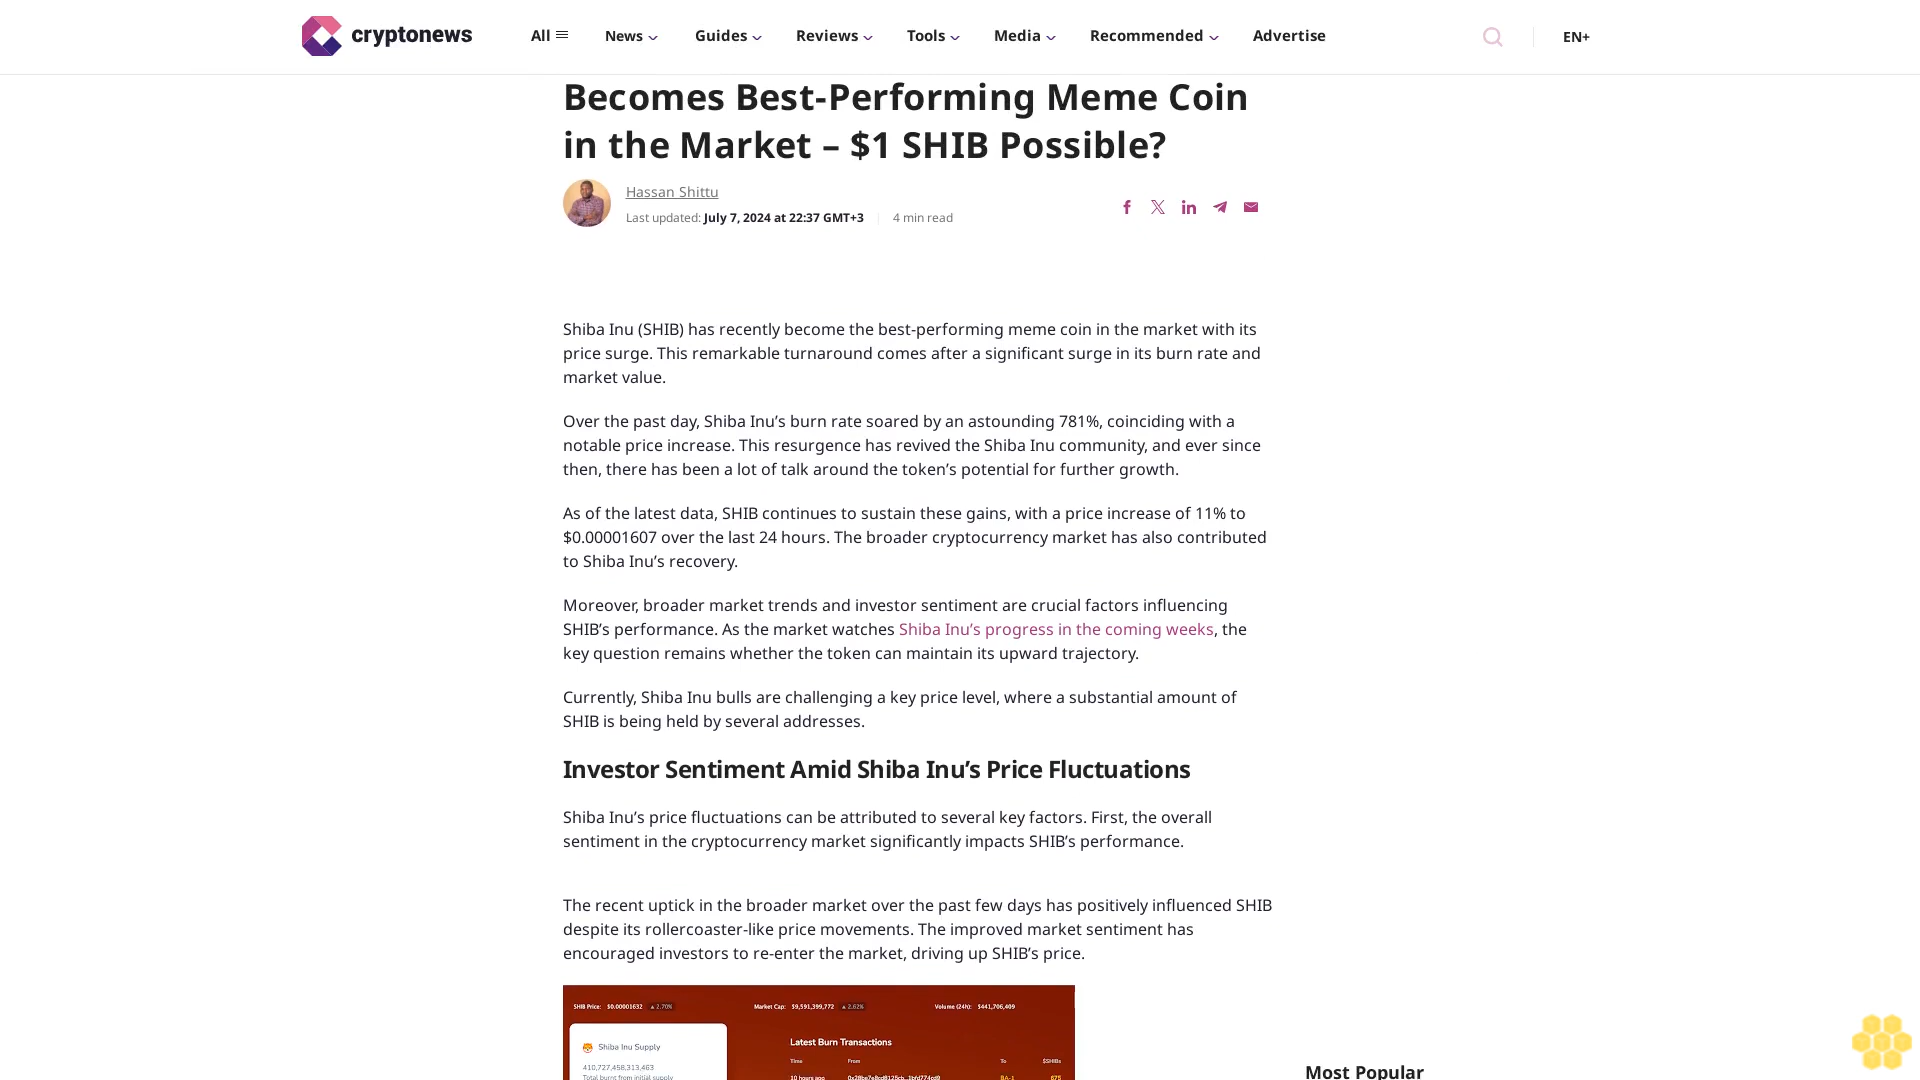 cryptonews
All
News
Guides
Reviews
Tools
Media
Recommended
Advertise
EN+
Becomes Best-Performing Meme Coin
in the Market – $1 SHIB Possible?
Hassan Shittu
Last updated: July 7, 2024 at 22:37 GMT+3
4 min read
Shiba Inu (SHIB) has recently become the best-performing meme coin in the market with its
price surge. This remarkable turnaround comes after a significant surge in its burn rate and
market value.
Over the past day, Shiba Inu’s burn rate soared by an astounding 781%, coinciding with a
notable price increase. This resurgence has revived the Shiba Inu community, and ever since
then, there has been a lot of talk around the token’s potential for further growth.
As of the latest data, SHIB continues to sustain these gains, with a price increase of 11% to
$0.00001607 over the last 24 hours. The broader cryptocurrency market has also contributed
to Shiba Inu’s recovery.
Moreover, broader market trends and investor sentiment are crucial factors influencing
SHIB’s performance. As the market watches Shiba Inu’s progress in the coming weeks, the
key question remains whether the token can maintain its upward trajectory.
Currently, Shiba Inu bulls are challenging a key price level, where a substantial amount of
SHIB is being held by several addresses.
Investor Sentiment Amid Shiba Inu’s Price Fluctuations
Shiba Inu’s price fluctuations can be attributed to several key factors. First, the overall
sentiment in the cryptocurrency market significantly impacts SHIB’s performance.
The recent uptick in the broader market over the past few days has positively influenced SHIB
despite its rollercoaster-like price movements. The improved market sentiment has
encouraged investors to re-enter the market, driving up SHIB’s price.
SHIB Price: $0.00001632 ▲ 2.70%
Market Cap: $9,591,399,772 ▲ 2.62%
Volume (24h): $441,706,409
Shiba Inu Supply
410,727,458,313,463
Total burnt from initial supply
Latest Burn Transactions
Time
From
To
$SHIBs
10 hours ago
BA-1
675
Most Popular